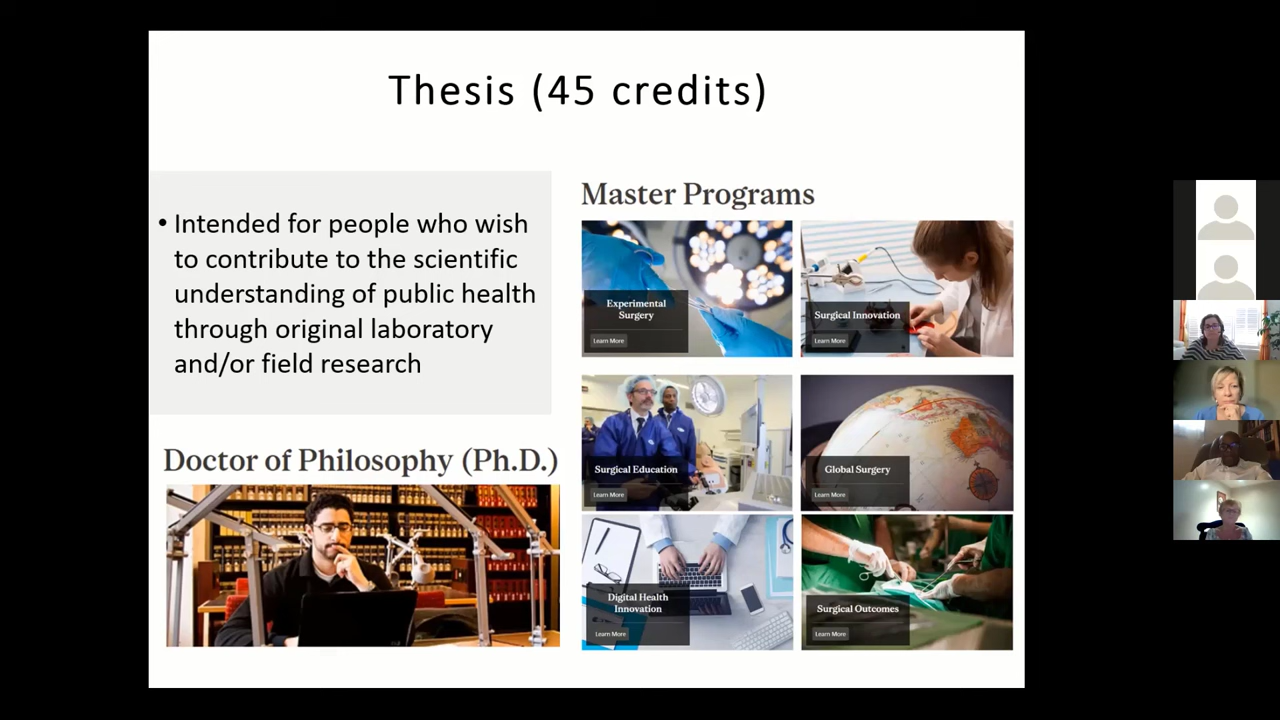 Thesis (45 credits)
• Intended for people who wish
to contribute to the scientific
understanding of public health
through original laboratory
and/or field research
Doctor of Philosophy (Ph.D.)
Master Programs
Experimental
Surgery
Learn More
Surgical Innovation
Learn More
Surgical Education
Learn More
Global Surgery
Learn More
Digital Health
Innovation
Learn More
Surgical Outcomes
Learn More